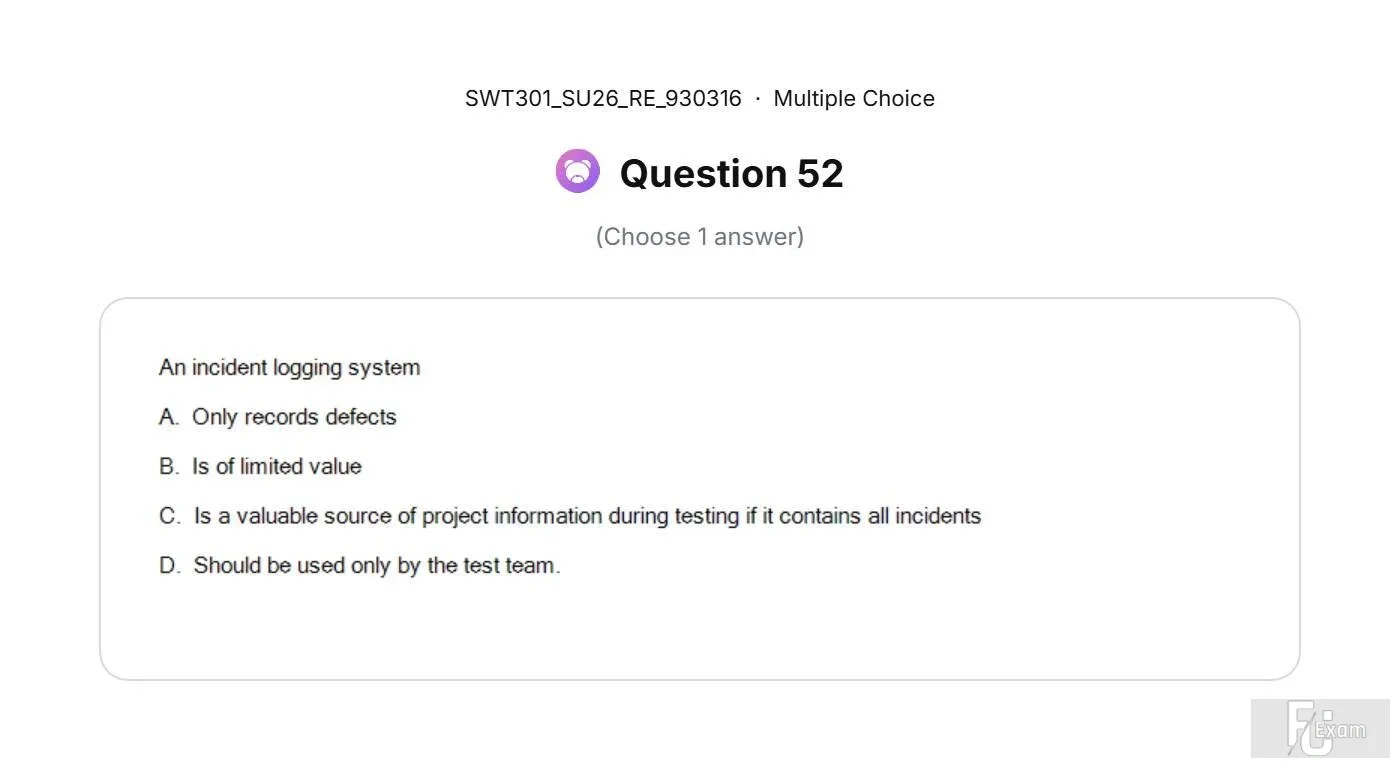 SWT301_SU26_RE_930316 · Multiple Choice
Question 52
(Choose 1 answer)
An incident logging system
A. Only records defects
B. Is of limited value
C. Is a valuable source of project information during testing if it contains all incidents
D. Should be used only by the test team.
FU Exam